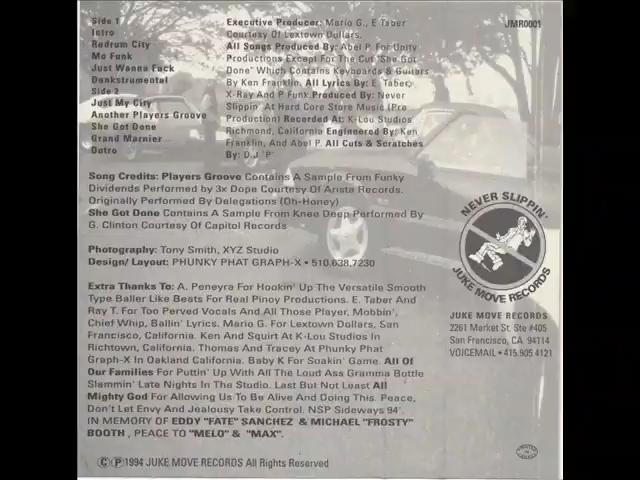 Side 1
Intro
Redrum City
Mo Funk
Just Wanna Fuck
Dankstrumental
Side 2
Just My City
Another Players Groove
She Got Done
Grand Marnier
Outro
Executive Producer: Mario G., E Taber
Courtesy Of Lextown Dollars.
All Songs Produced By: Abel P. For Unity
Productions Except For The Cut 'She Got
Done" Which Contains Keyboards & Guitars
By Ken Franklin. All Lyrics By: E. Taber,
X-Ray And P Funk. Produced By: Never
Slippin' At Hard Core Store Music (Pre
Production) Recorded At: K-Lou Studios
Richmond, California Engineered By: Ken
Franklin, And Abel P. All Cuts & Scratches
By: D.J "P"
JMR0001
Song Credits: Players Groove Contains A Sample From Funky
Dividends Performed by 3x Dope Courtesy Of Arista Records.
Originally Performed By Delegations (Oh-Honey)
She Got Done Contains A Sample From Knee Deep Performed By
G. Clinton Courtesy Of Capitol Records
Photography: Tony Smith, XYZ Studio
Design/ Layout: PHUNKY PHAT GRAPH-X • 510.638.7230
NEVER SLIPPIN'
JUKE MOVE RECORDS
JUKE MOVE RECORDS
2261 Market St. Ste #405
San Francisco, CA 94114
VOICEMAIL • 415.905.4121
Extra Thanks To: A. Peneyra For Hookin' Up The Versatile Smooth
Type Baller Like Beats For Real Pinoy Productions. E. Taber And
Ray T. For Too Perved Vocals And All Those Player, Mobbin',
Chief Whip, Ballin' Lyrics. Mario G. For Lextown Dollars, San
Francisco, California. Ken And Squirt At K-Lou Studios In
Richtown, California. Thomas And Tracey At Phunky Phat
Graph-X In Oakland California. Baby K For Soakin' Game. All Of
Our Families For Puttin' Up With All The Loud Ass Gramma Bottle
Slammin' Late Nights In The Studio. Last But Not Least All
Mighty God For Allowing Us To Be Alive And Doing This. Peace,
Don't Let Envy And Jealousy Take Control. NSP Sideways 94'.
IN MEMORY OF EDDY "FATE" SANCHEZ & MICHAEL "FROSTY"
BOOTH , PEACE TO "MELO" & "MAX".
© ℗ 1994 JUKE MOVE RECORDS All Rights Reserved